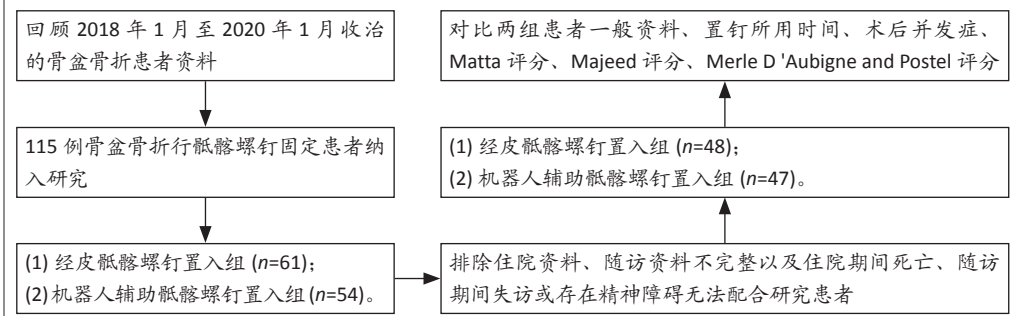 回顾 2018 年 1 月至 2020 年 1 月收治
的骨盆骨折患者资料
115 例骨盆骨折行骶髂螺钉固定患者纳
入研究
(1) 经皮骶髂螺钉置入组 (n=61)；
(2) 机器人辅助骶髂螺钉置入组 (n=54)。
排除住院资料、随访资料不完整以及住院期间死亡、随访
期间失访或存在精神障碍无法配合研究患者
(1) 经皮骶髂螺钉置入组 (n=48)；
(2) 机器人辅助骶髂螺钉置入组 (n=47)。
对比两组患者一般资料、置钉所用时间、术后并发症、
Matta 评分、Majeed 评分、Merle D 'Aubigne and Postel 评分